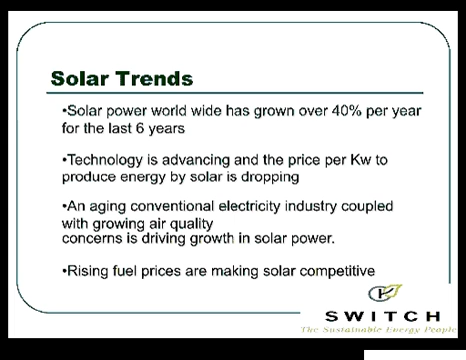 Solar Trends
•Solar power world wide has grown over 40% per year
for the last 6 years
•Technology is advancing and the price per Kw to
produce energy by solar is dropping
•An aging conventional electricity industry coupled
with growing air quality
concerns is driving growth in solar power.
•Rising fuel prices are making solar competitive
SWITCH
The Sustainable Energy People